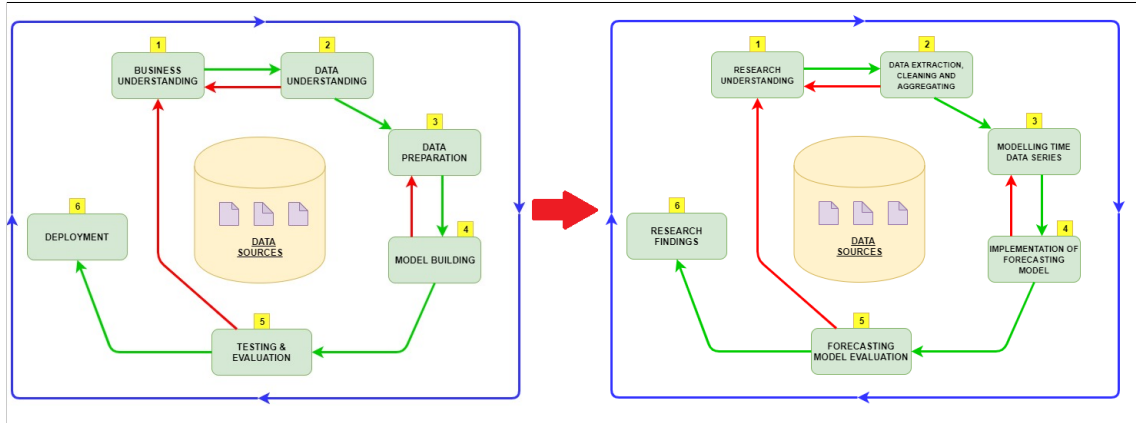 1
BUSINESS
UNDERSTANDING
2
DATA
UNDERSTANDING
3
DATA
PREPARATION
4
MODEL BUILDING
5
TESTING &
EVALUATION
6
DEPLOYMENT
DATA
SOURCES
1
RESEARCH
UNDERSTANDING
2
DATA EXTRACTION,
CLEANING AND
AGGREGATING
3
MODELLING TIME
DATA SERIES
4
IMPLEMENTATION OF
FORECASTING
MODEL
5
FORECASTING
MODEL EVALUATION
6
RESEARCH
FINDINGS
DATA
SOURCES